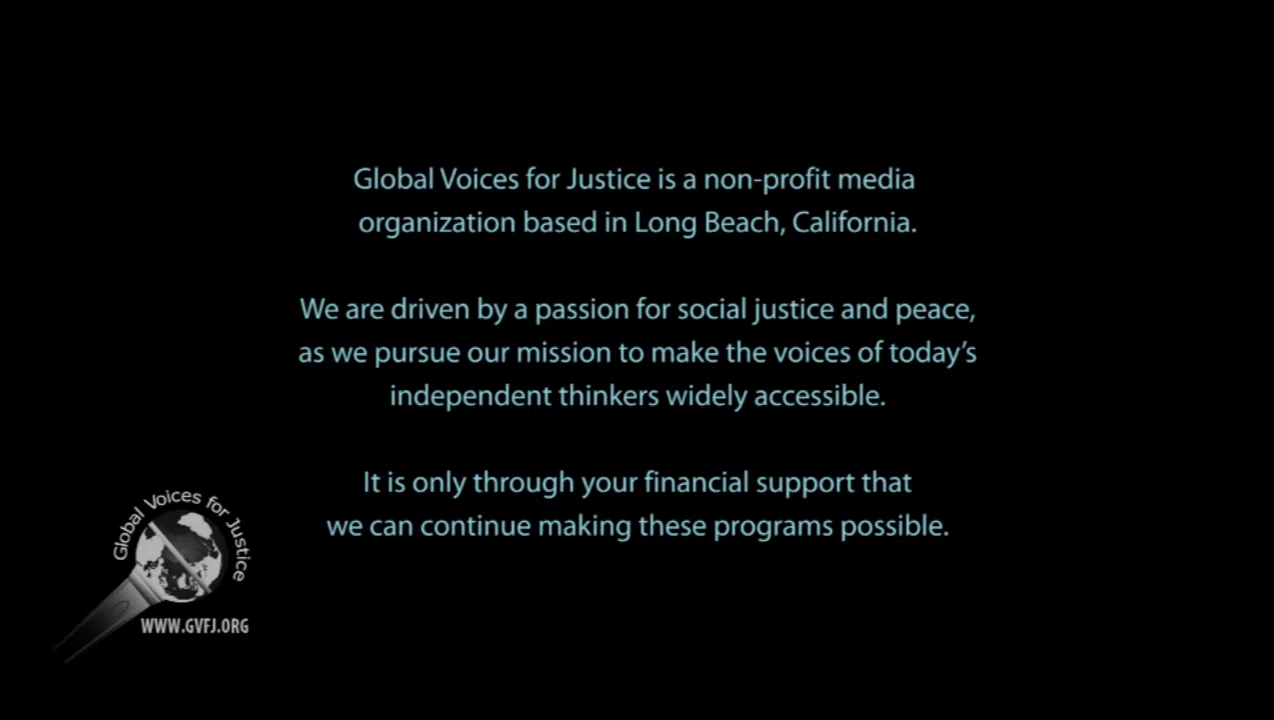 Global Voices for Justice is a non-profit media
organization based in Long Beach, California.
We are driven by a passion for social justice and peace,
as we pursue our mission to make the voices of today's
independent thinkers widely accessible.
It is only through your financial support that
we can continue making these programs possible.
Global Voices for Justice
WWW.GVFJ.ORG